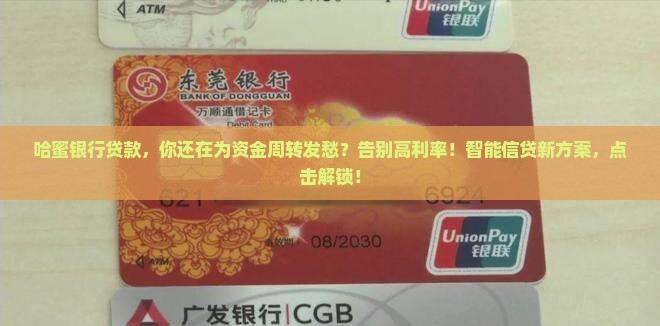 ATM
UnionPay
银联
东莞银行
BANK OF DONGGUAN
万顺通借记卡
Debit Card
哈蜜银行贷款，你还在为资金周转发愁？告别高利率！智能信贷新方案，点
击解锁！
621 6924
有效期 08/2030
ATM
UnionPay
银联
广发银行|CGB